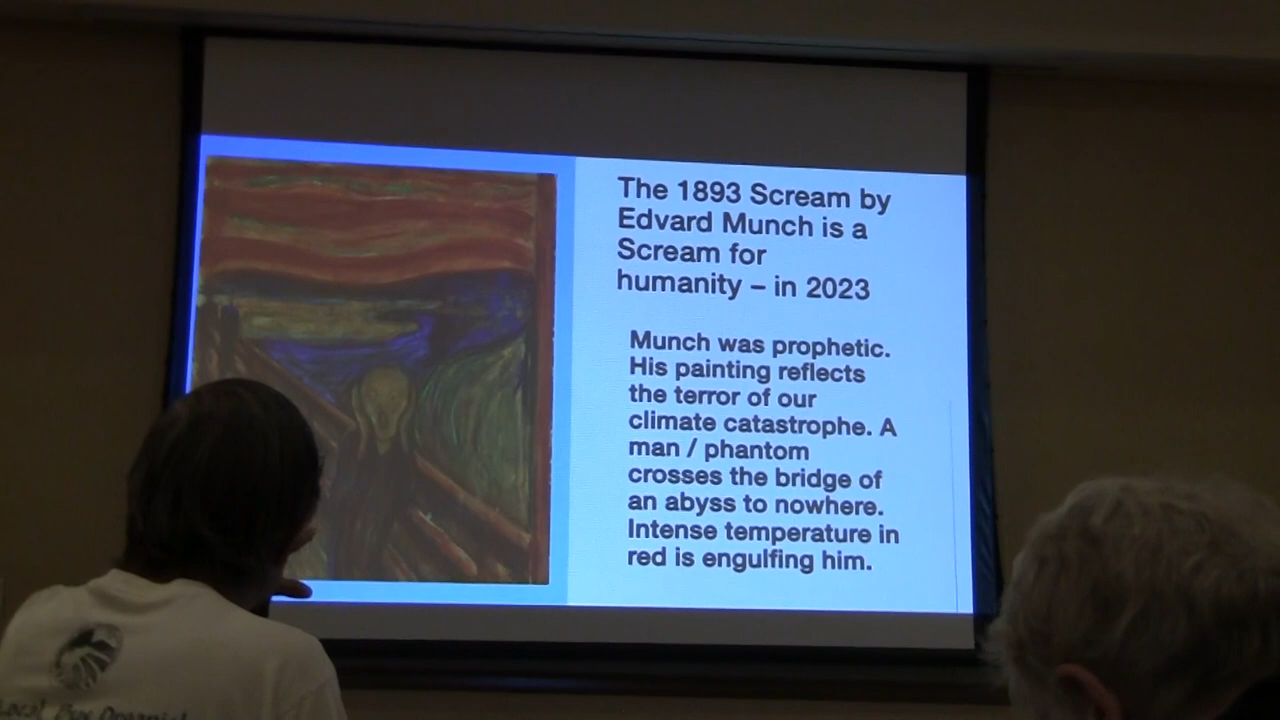 The 1893 Scream by
Edvard Munch is a
Scream for
humanity – in 2023
Munch was prophetic.
His painting reflects
the terror of our
climate catastrophe. A
man / phantom
crosses the bridge of
an abyss to nowhere.
Intense temperature in
red is engulfing him.
Local